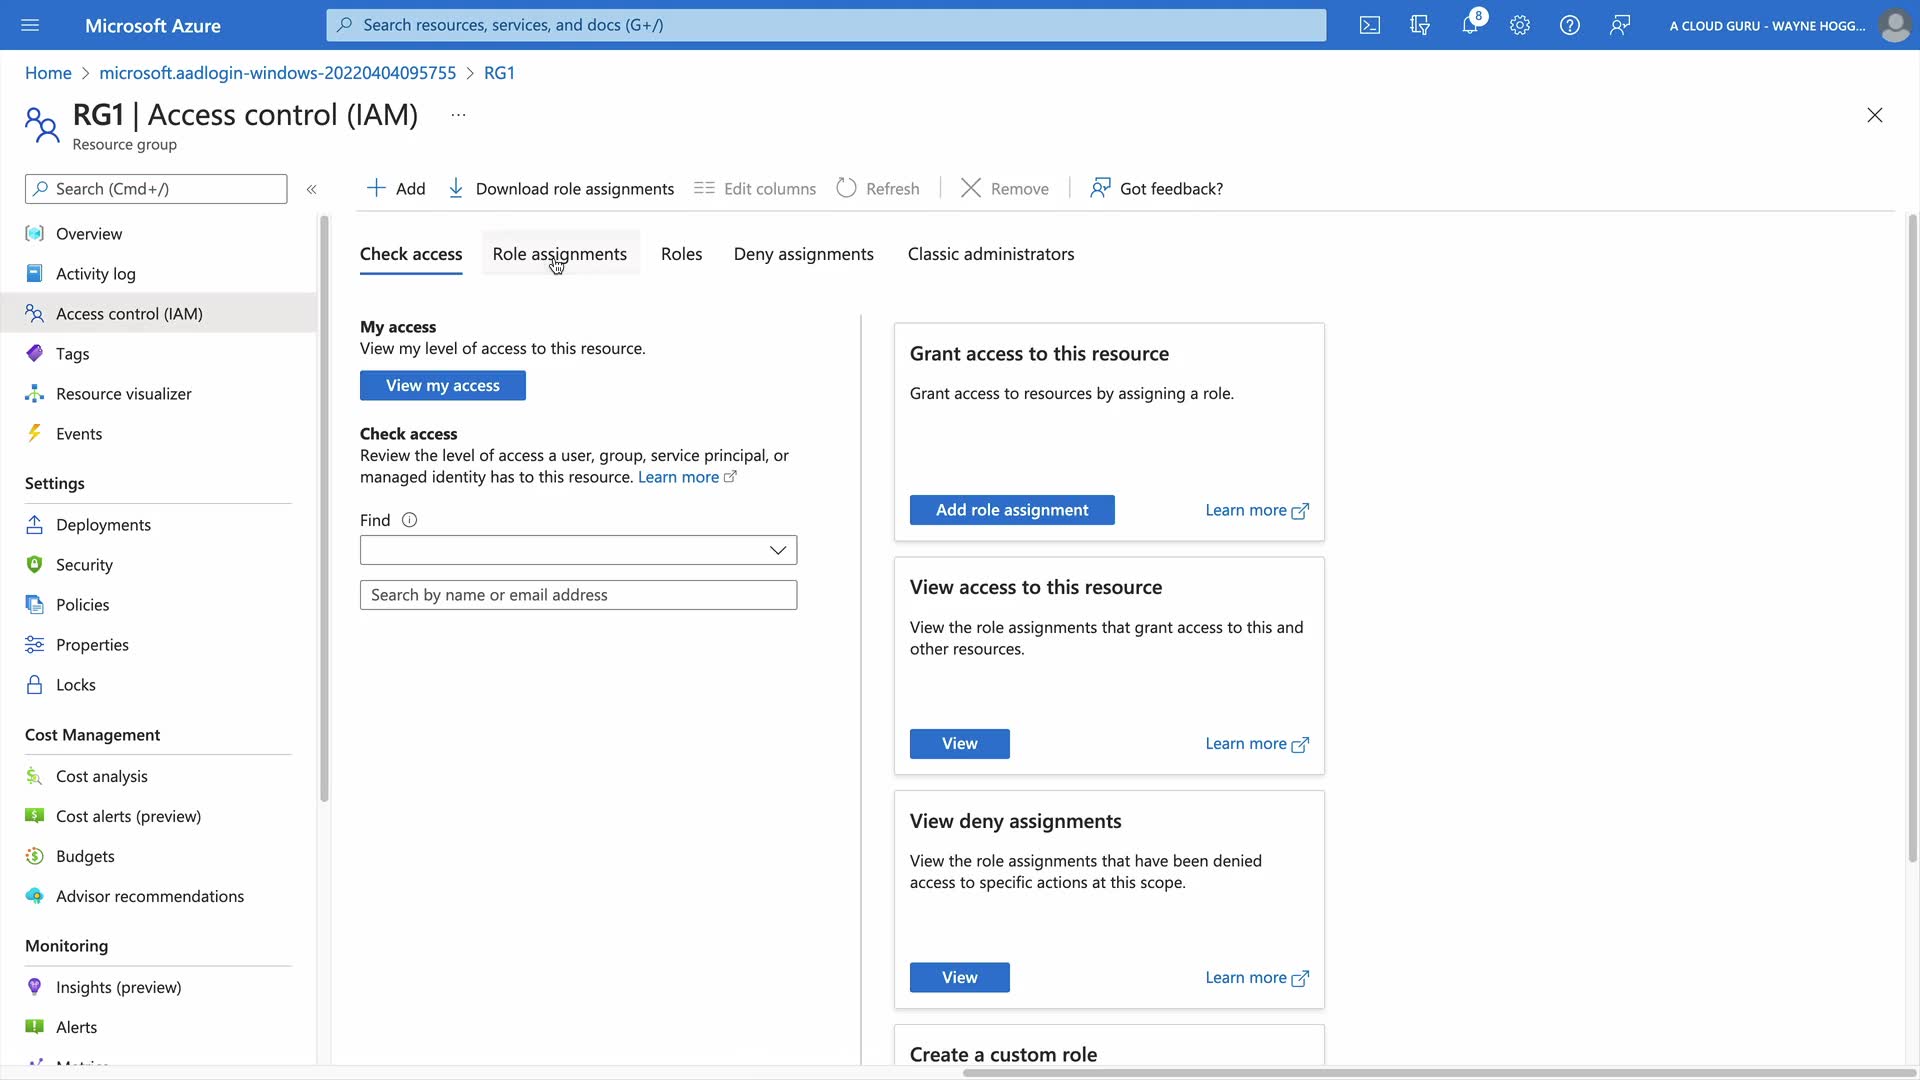 Microsoft Azure
Search resources, services, and docs (G+/)
8
A CLOUD GURU - WAYNE HOGG...
Home > microsoft.aadlogin-windows-20220404095755 > RG1
RG1 | Access control (IAM) ...
Resource group
Search (Cmd+/)
«
Add
Download role assignments
Edit columns
Refresh
Remove
Got feedback?
Overview
Activity log
Access control (IAM)
Tags
Resource visualizer
Events
Settings
Deployments
Security
Policies
Properties
Locks
Cost Management
Cost analysis
Cost alerts (preview)
Budgets
Advisor recommendations
Monitoring
Insights (preview)
Alerts
Check access
Role assignments
Roles
Deny assignments
Classic administrators
My access
View my level of access to this resource.
View my access
Check access
Review the level of access a user, group, service principal, or
managed identity has to this resource. Learn more
Find
Search by name or email address
Grant access to this resource
Grant access to resources by assigning a role.
Add role assignment
Learn more
View access to this resource
View the role assignments that grant access to this and
other resources.
View
Learn more
View deny assignments
View the role assignments that have been denied
access to specific actions at this scope.
View
Learn more
Create a custom role